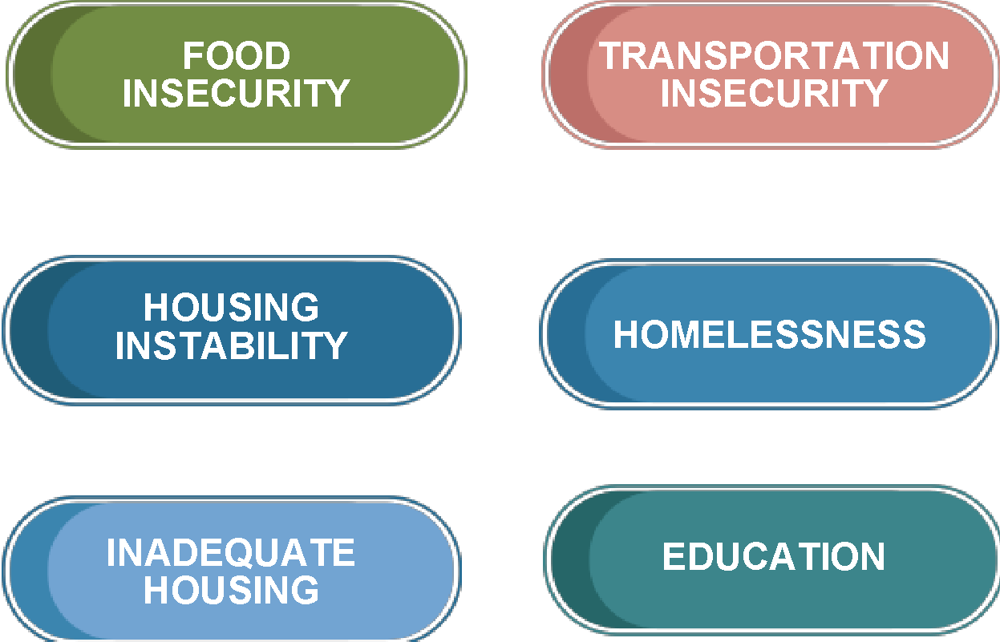 FOOD
INSECURITY
TRANSPORTATION
INSECURITY
HOUSING
INSTABILITY
HOMELESSNESS
INADEQUATE
HOUSING
EDUCATION